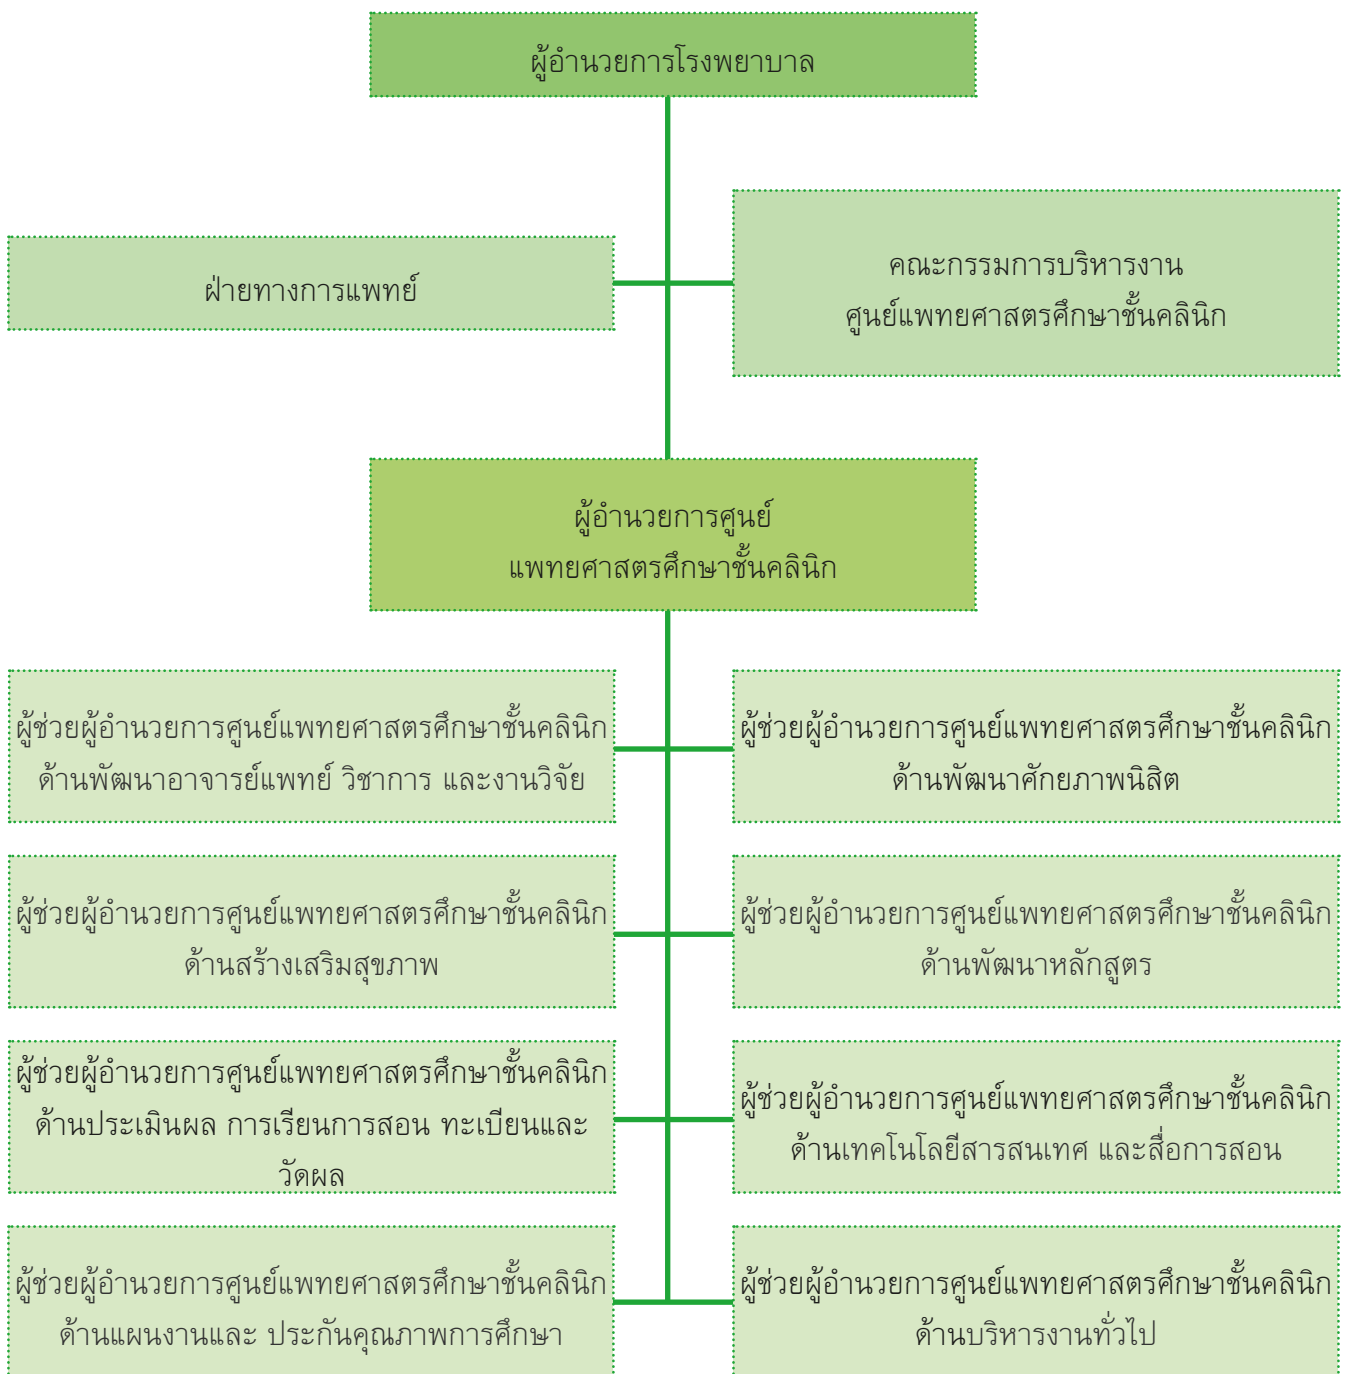 ผู้อำนวยการโรงพยาบาล
ฝ่ายทางการแพทย์
คณะกรรมการบริหารงาน
ศูนย์แพทยศาสตรศึกษาชั้นคลินิก
ผู้อำนวยการศูนย์
แพทยศาสตรศึกษาชั้นคลินิก
ผู้ช่วยผู้อำนวยการศูนย์แพทยศาสตรศึกษาชั้นคลินิก
ด้านพัฒนาอาจารย์แพทย์ วิชาการ และงานวิจัย
ผู้ช่วยผู้อำนวยการศูนย์แพทยศาสตรศึกษาชั้นคลินิก
ด้านพัฒนาศักยภาพนิสิต
ผู้ช่วยผู้อำนวยการศูนย์แพทยศาสตรศึกษาชั้นคลินิก
ด้านสร้างเสริมสุขภาพ
ผู้ช่วยผู้อำนวยการศูนย์แพทยศาสตรศึกษาชั้นคลินิก
ด้านพัฒนาหลักสูตร
ผู้ช่วยผู้อำนวยการศูนย์แพทยศาสตรศึกษาชั้นคลินิก
ด้านประเมินผล การเรียนการสอน ทะเบียนและ
วัดผล
ผู้ช่วยผู้อำนวยการศูนย์แพทยศาสตรศึกษาชั้นคลินิก
ด้านเทคโนโลยีสารสนเทศ และสื่อการสอน
ผู้ช่วยผู้อำนวยการศูนย์แพทยศาสตรศึกษาชั้นคลินิก
ด้านแผนงานและ ประกันคุณภาพการศึกษา
ผู้ช่วยผู้อำนวยการศูนย์แพทยศาสตรศึกษาชั้นคลินิก
ด้านบริหารงานทั่วไป